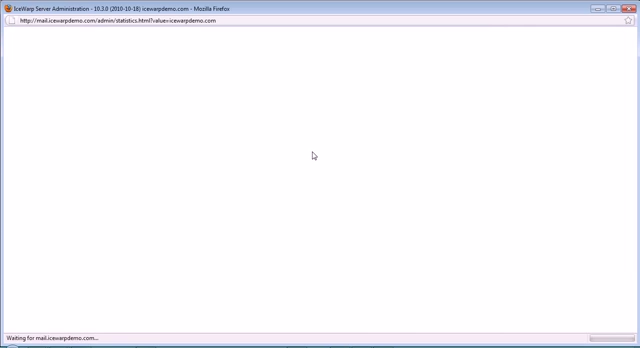 IceWarp Server Administration - 10.3.0 (2010-10-18) icewarpdemo.com - Mozilla Firefox
http://mail.icewarpdemo.com/admin/statistics.html?value=icewarpdemo.com
Waiting for mail.icewarpdemo.com...